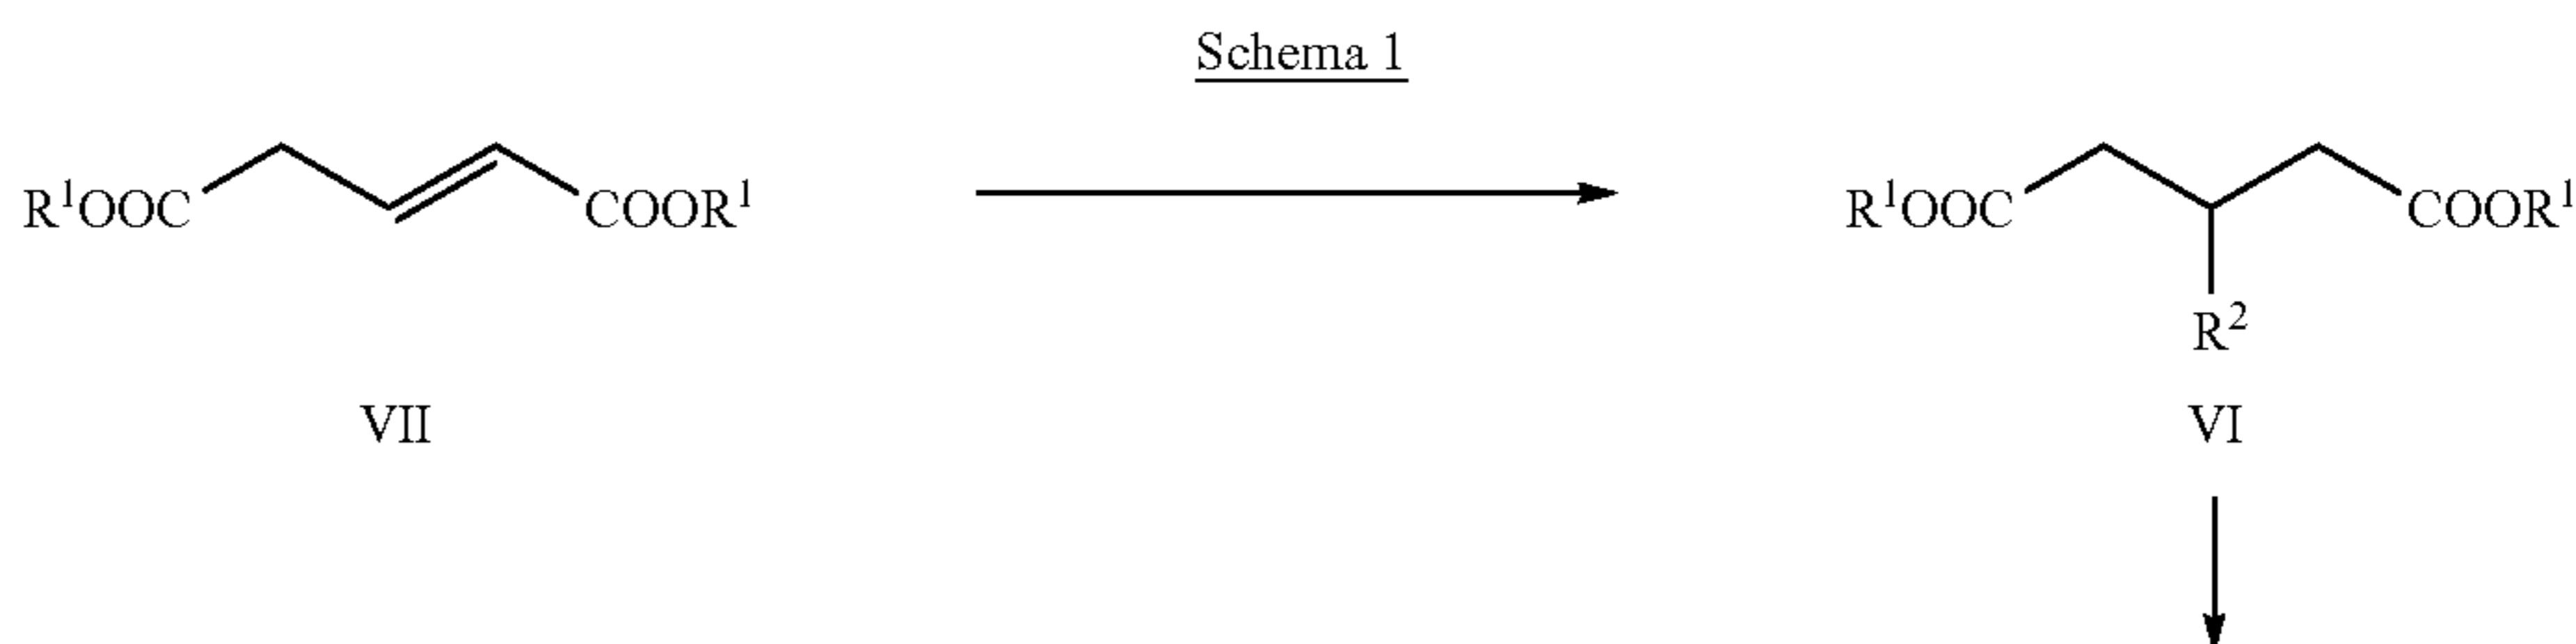 Schema 1
R¹OOC COOR¹ R¹OOC COOR¹
R²
VII VI